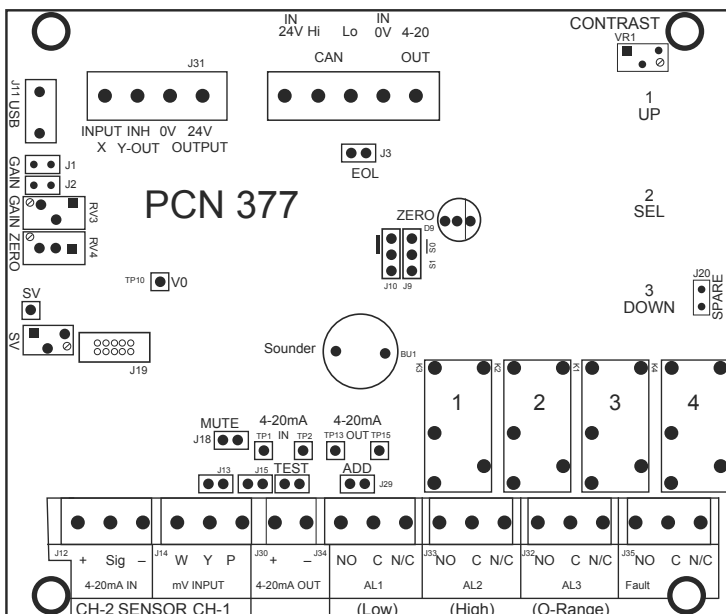 IN IN CONTRAST
24V Hi Lo 0V 4-20 VR1
CAN OUT
J31
J11 USB
1
UP
INPUT INH 0V 24V
X Y-OUT OUTPUT
J3
EOL
GAIN J1
J2
GAIN RV3
ZERO RV4
PCN 377
2
SEL
ZERO
D9
S0
S1
J10 J9
TP10 V0
3
DOWN
J20
SPARE
SV
SV
J19
Sounder BU1
K3 K2 K1 K4
1 2 3 4
MUTE 4-20mA 4-20mA
J18 TP1 IN TP2 TP13 OUT TP15
J13 J15 TEST ADD J29
J12 + Sig – J14 W Y P J30 + – J34 NO C N/C J33 NO C N/C J32 NO C N/C J35 NO C N/C
4-20mA IN mV INPUT 4-20mA OUT AL1 AL2 AL3 Fault
CH-2 SENSOR CH-1 (Low) (High) (O-Range)